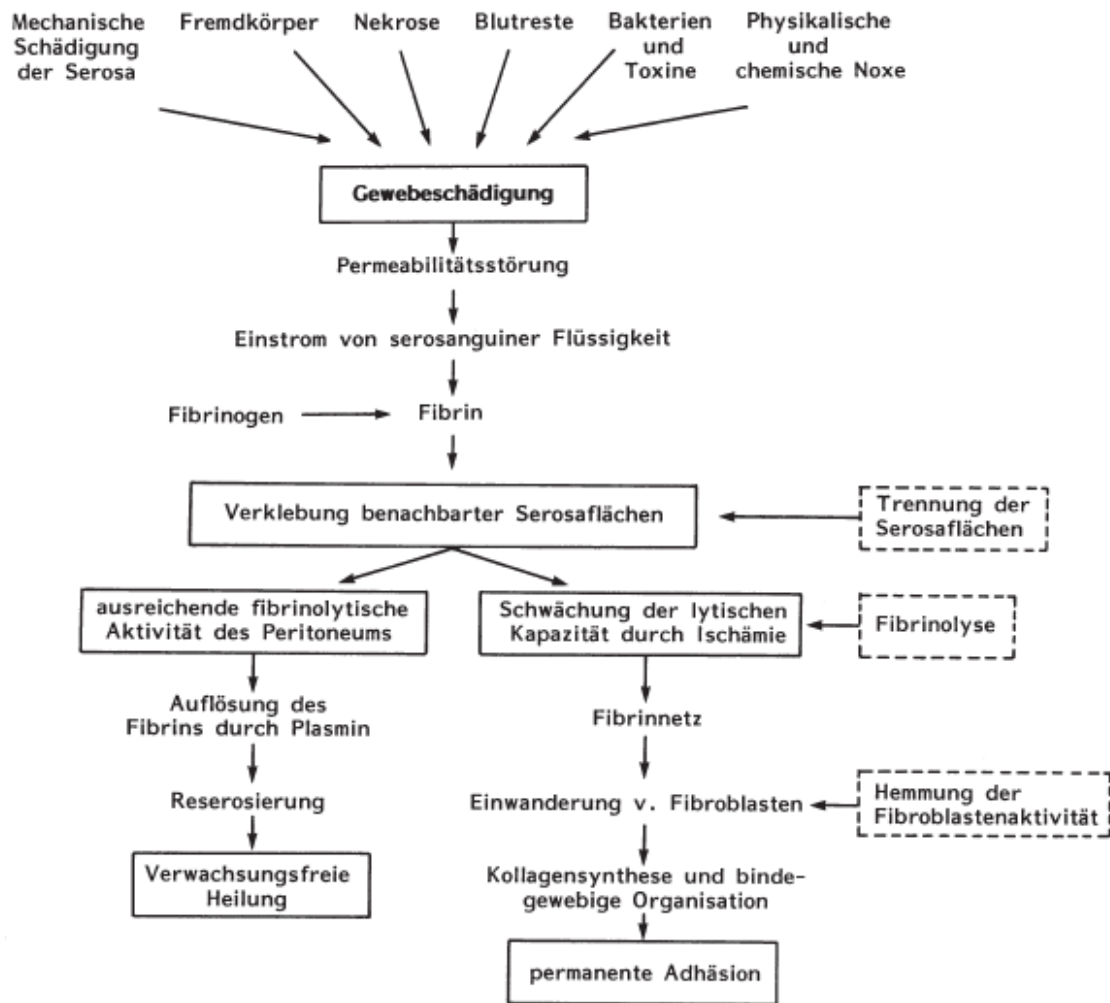 Mechanische
Schädigung
der Serosa
Fremdkörper
Nekrose
Blutreste
Bakterien
und
Toxine
Physikalische
und
chemische Noxe
Gewebeschädigung
Permeabilitätsstörung
Einstrom von serosanguiner Flüssigkeit
Fibrinogen
Fibrin
Verklebung benachbarter Serosaflächen
Trennung der
Serosaflächen
ausreichende fibrinolytische
Aktivität des Peritoneums
Schwächung der lytischen
Kapazität durch Ischämie
Fibrinolyse
Auflösung des
Fibrins durch Plasmin
Fibrinnetz
Reserosierung
Einwanderung v. Fibroblasten
Hemmung der
Fibroblastenaktivität
Verwachsungsfreie
Heilung
Kollagensynthese und binde-
gewebige Organisation
permanente Adhäsion